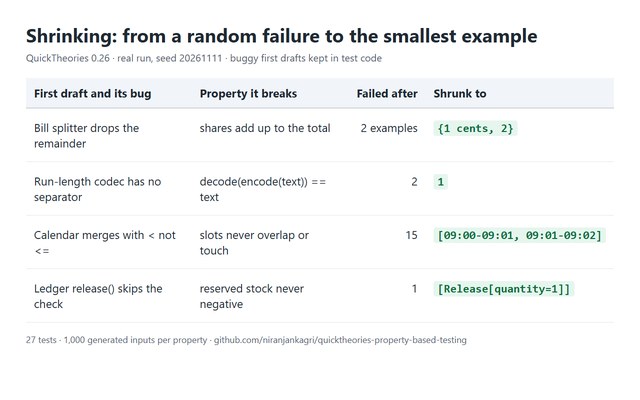 Shrinking: from a random failure to the smallest example
QuickTheories 0.26 · real run, seed 20261111 · buggy first drafts kept in test code
First draft and its bug Property it breaks Failed after Shrunk to
Bill splitter drops the remainder shares add up to the total 2 examples {1 cents, 2}
Run-length codec has no separator decode(encode(text)) == text 2 1
Calendar merges with < not <= slots never overlap or touch 15 [09:00-09:01, 09:01-09:02]
Ledger release() skips the check reserved stock never negative 1 [Release[quantity=1]]
27 tests · 1,000 generated inputs per property · github.com/niranjankagri/quicktheories-property-based-testing